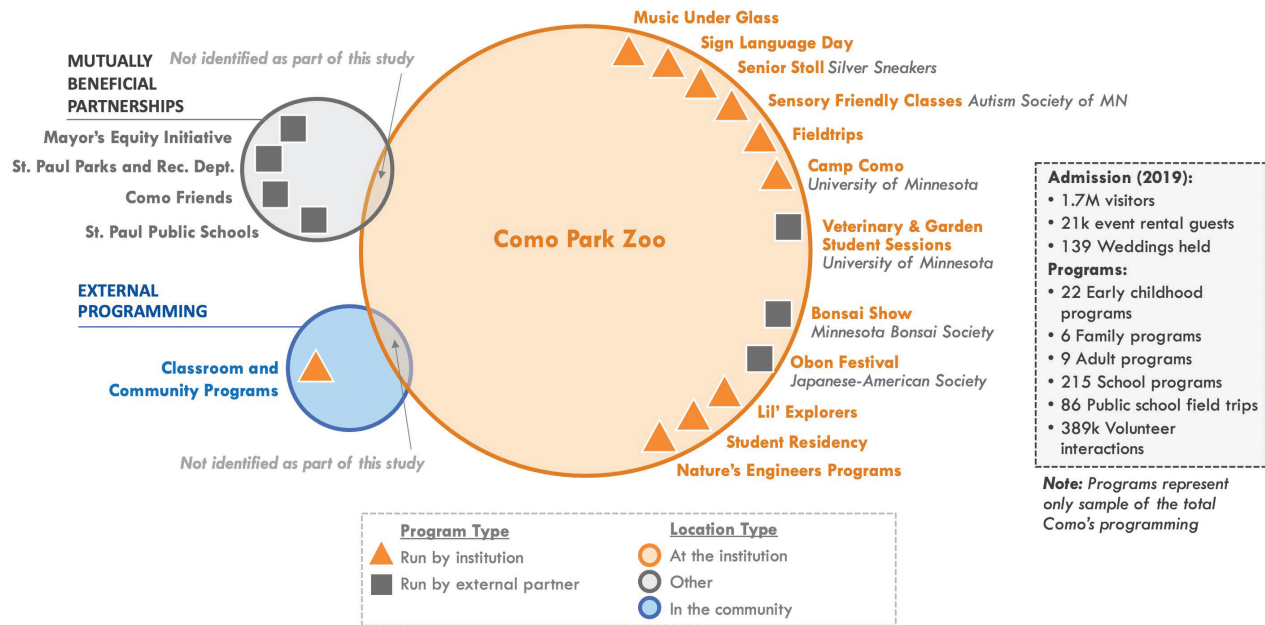 MUTUALLY
BENEFICIAL
PARTNERSHIPS
Not identified as part of this study
Mayor's Equity Initiative
St. Paul Parks and Rec. Dept.
Como Friends
St. Paul Public Schools
EXTERNAL
PROGRAMMING
Classroom and
Community Programs
Not identified as part of this study
Como Park Zoo
Music Under Glass
Sign Language Day
Senior Stoll Silver Sneakers
Sensory Friendly Classes Autism Society of MN
Fieldtrips
Camp Como
University of Minnesota
Veterinary & Garden
Student Sessions
University of Minnesota
Bonsai Show
Minnesota Bonsai Society
Obon Festival
Japanese-American Society
Lil' Explorers
Student Residency
Nature's Engineers Programs
Admission (2019):
• 1.7M visitors
• 21k event rental guests
• 139 Weddings held
Programs:
• 22 Early childhood
programs
• 6 Family programs
• 9 Adult programs
• 215 School programs
• 86 Public school field trips
• 389k Volunteer
interactions
Note: Programs represent
only sample of the total
Como's programming
Program Type
Run by institution
Run by external partner
Location Type
At the institution
Other
In the community